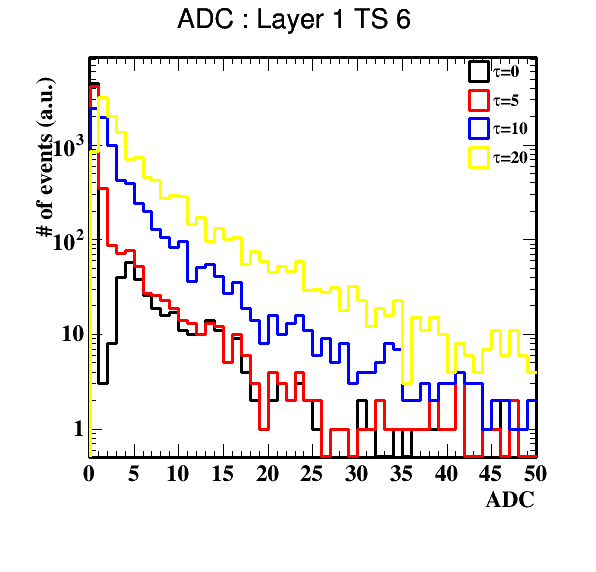 ADC : Layer 1 TS 6
# of events (a.u.)
τ=0
τ=5
τ=10
τ=20
10³
10²
10
1
0 5 10 15 20 25 30 35 40 45 50
ADC